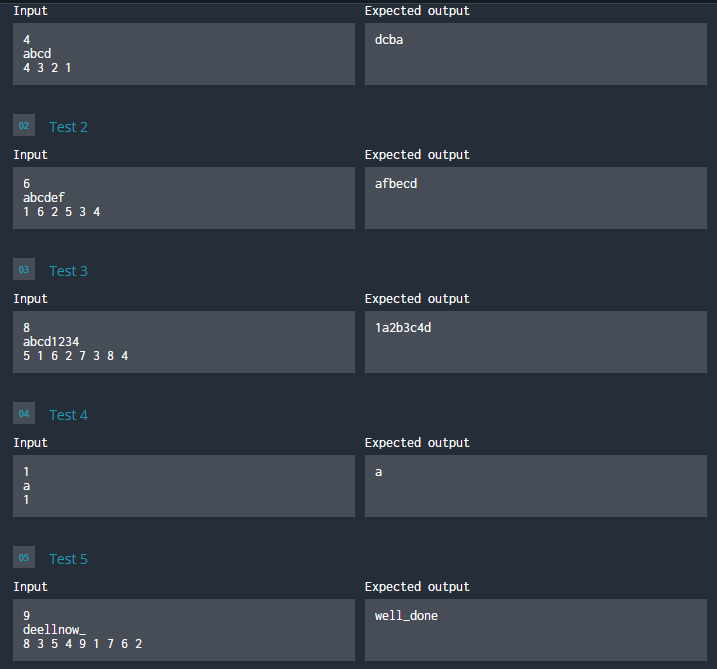 Input Expected output
4 dcba
abcd
4 3 2 1
02 Test 2
Input Expected output
6 afbecd
abcdef
1 6 2 5 3 4
03 Test 3
Input Expected output
8 1a2b3c4d
abcd1234
5 1 6 2 7 3 8 4
04 Test 4
Input Expected output
1 a
a
1
05 Test 5
Input Expected output
9 well_done
deellnow_
8 3 5 4 9 1 7 6 2